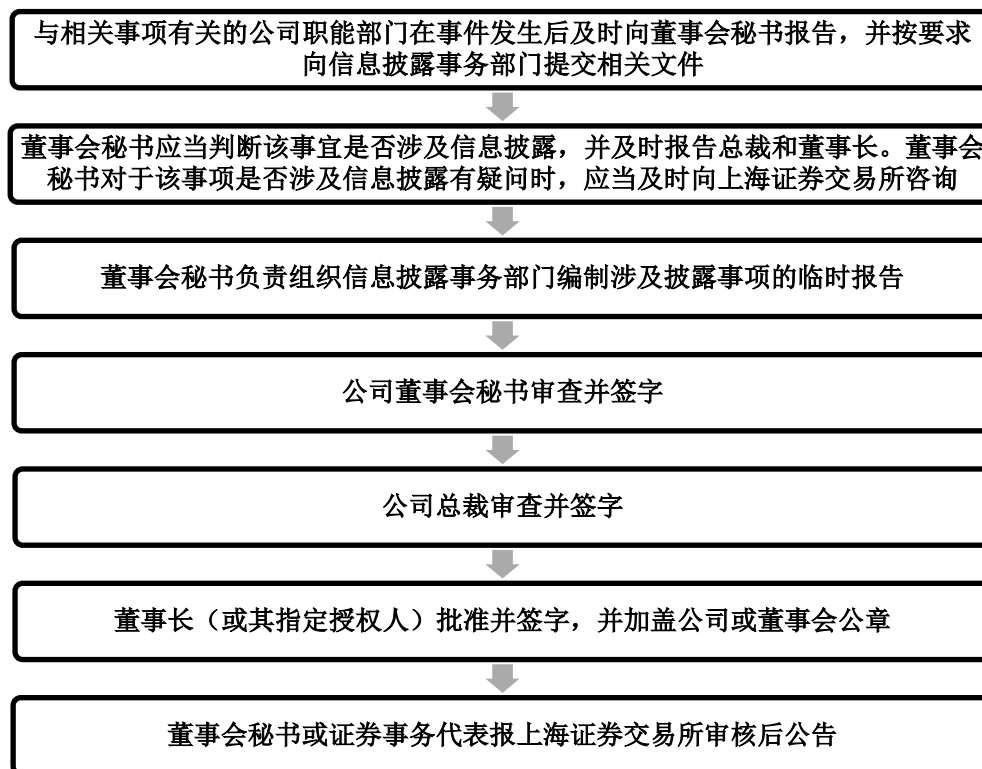 与相关事项有关的公司职能部门在事件发生后及时向董事会秘书报告，并按要求
向信息披露事务部门提交相关文件
董事会秘书应当判断该事宜是否涉及信息披露，并及时报告总裁和董事长。董事会
秘书对于该事项是否涉及信息披露有疑问时，应当及时向上海证券交易所咨询
董事会秘书负责组织信息披露事务部门编制涉及披露事项的临时报告
公司董事会秘书审查并签字
公司总裁审查并签字
董事长（或其指定授权人）批准并签字，并加盖公司或董事会公章
董事会秘书或证券事务代表报上海证券交易所审核后公告